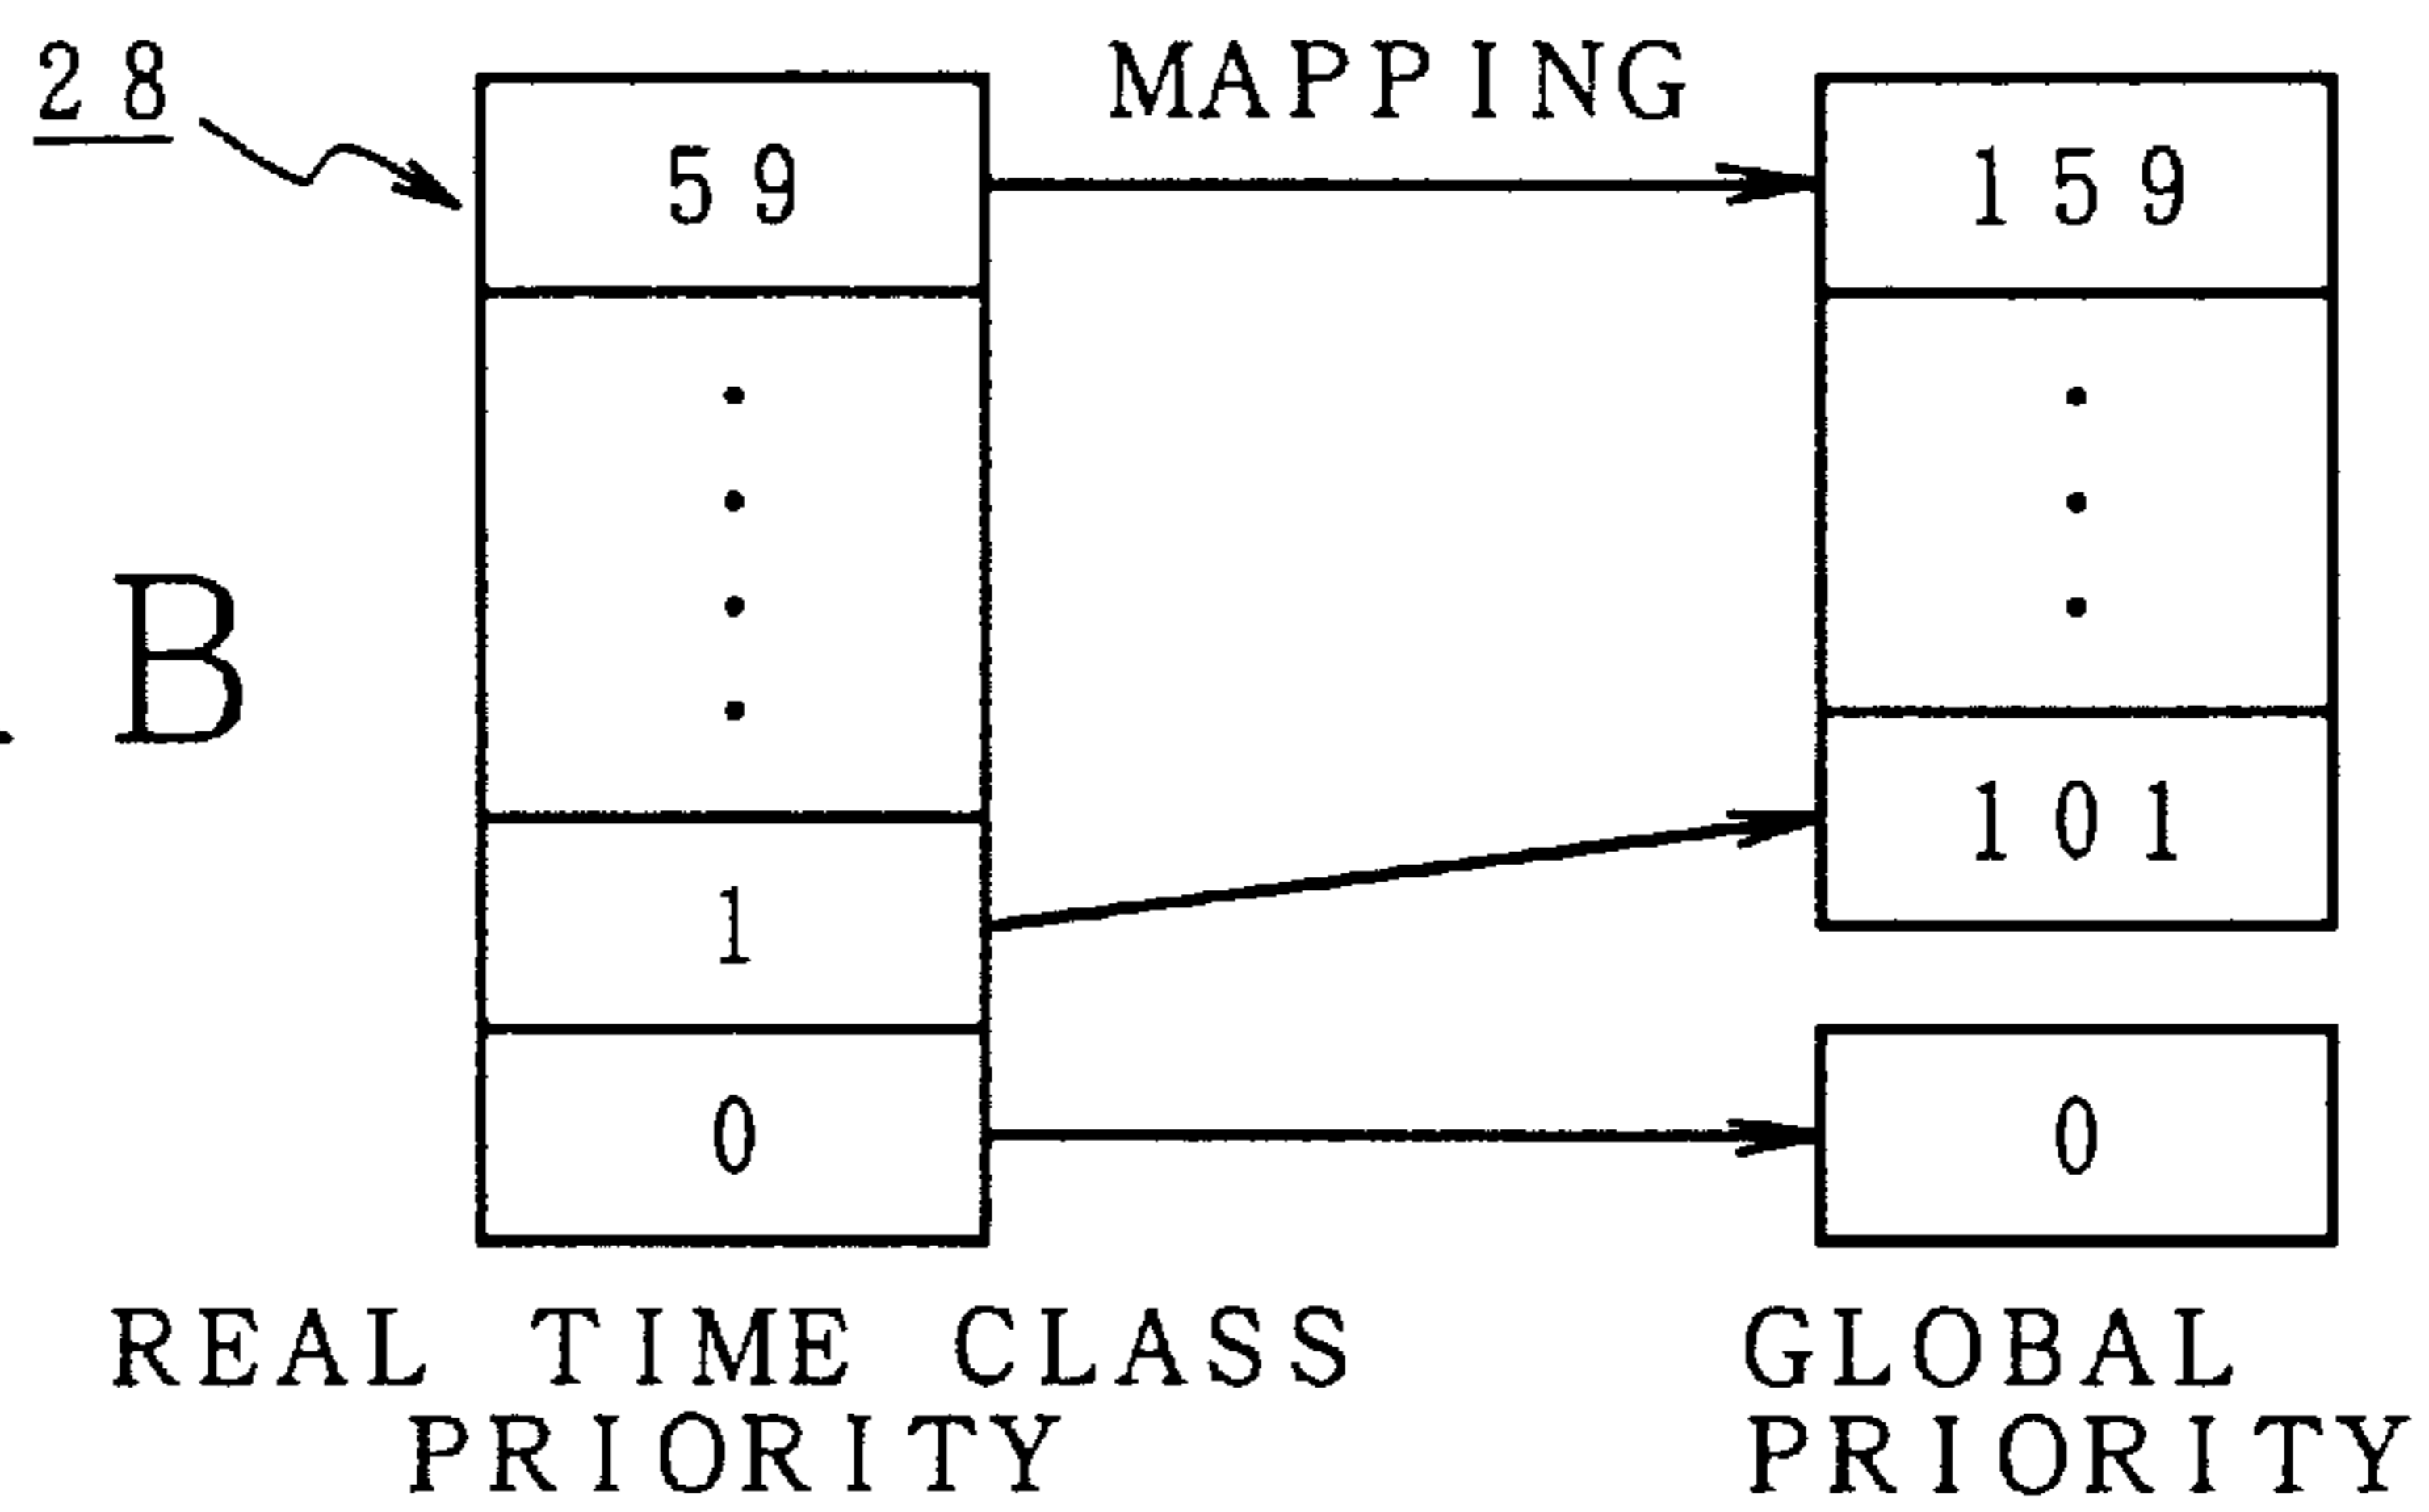 28
MAPPING
59
159
B
1
101
0
0
REAL TIME CLASS
PRIORITY
GLOBAL
PRIORITY